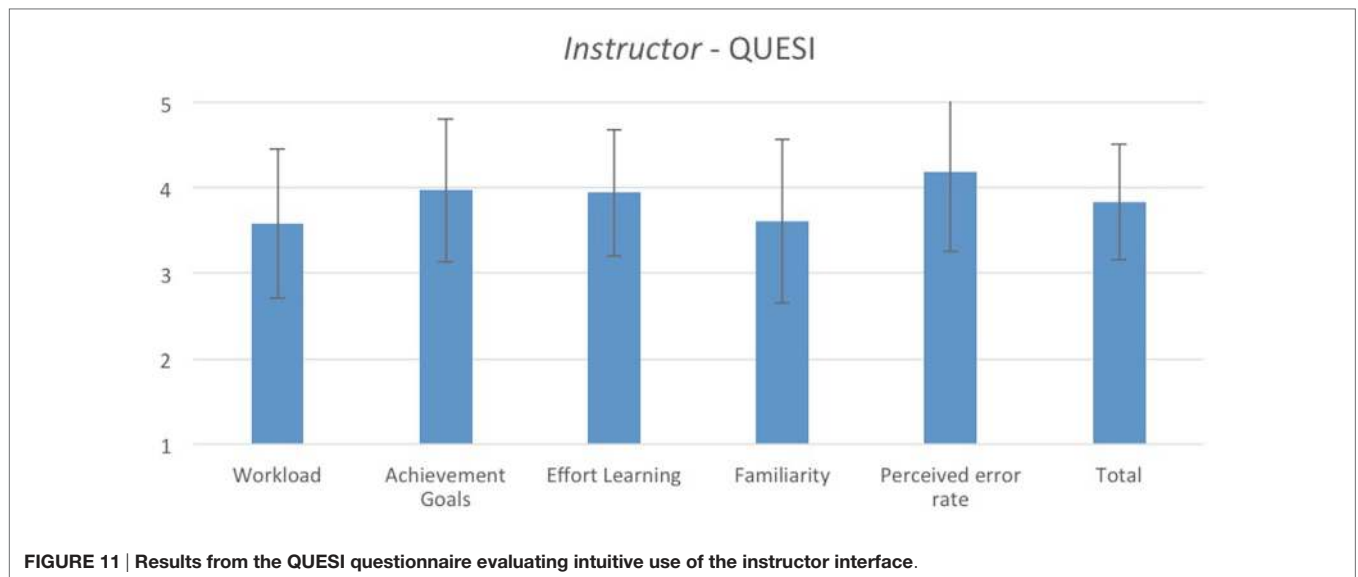 Instructor - QUESI
5
4
3
2
1
Workload
Achievement
Goals
Effort Learning
Familiarity
Perceived error
rate
Total
FIGURE 11 | Results from the QUESI questionnaire evaluating intuitive use of the instructor interface.